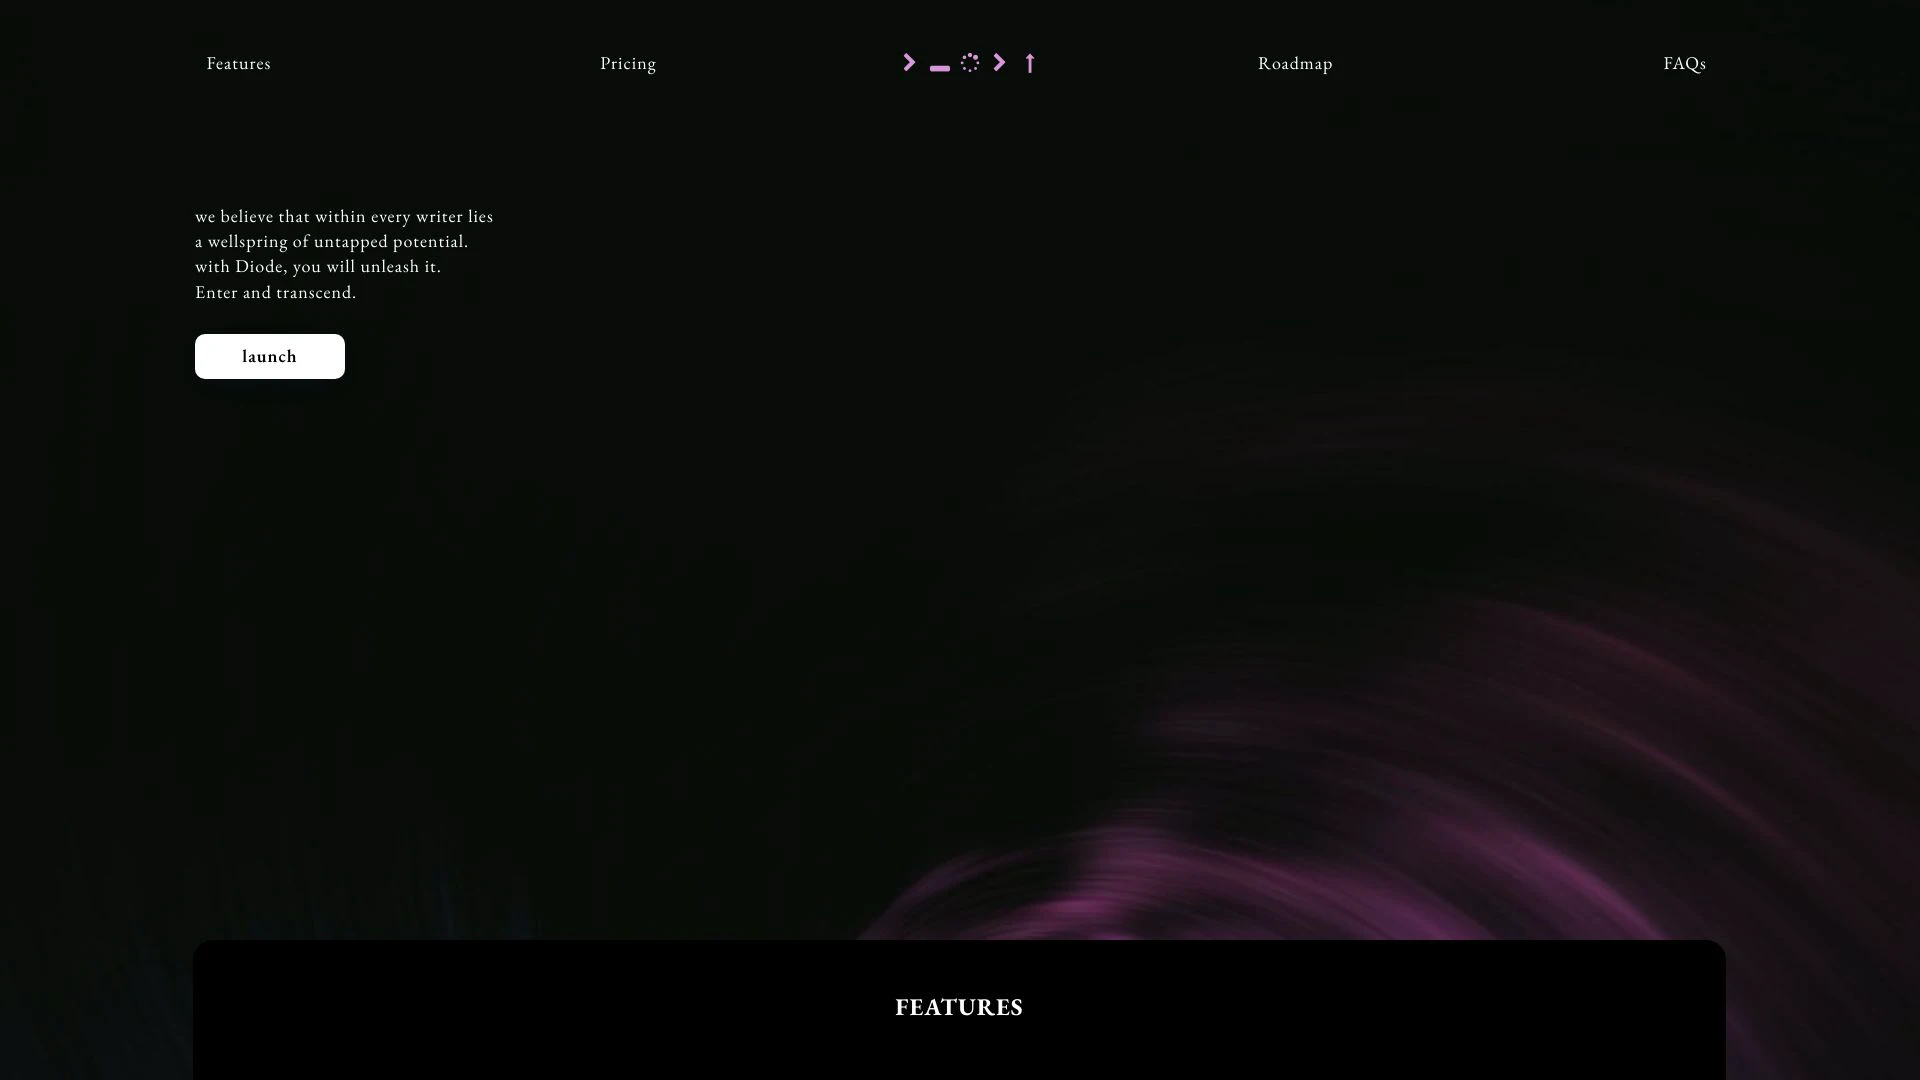 Features
Pricing
Roadmap
FAQs
we believe that within every writer lies
a wellspring of untapped potential.
with Diode, you will unleash it.
Enter and transcend.
launch
FEATURES